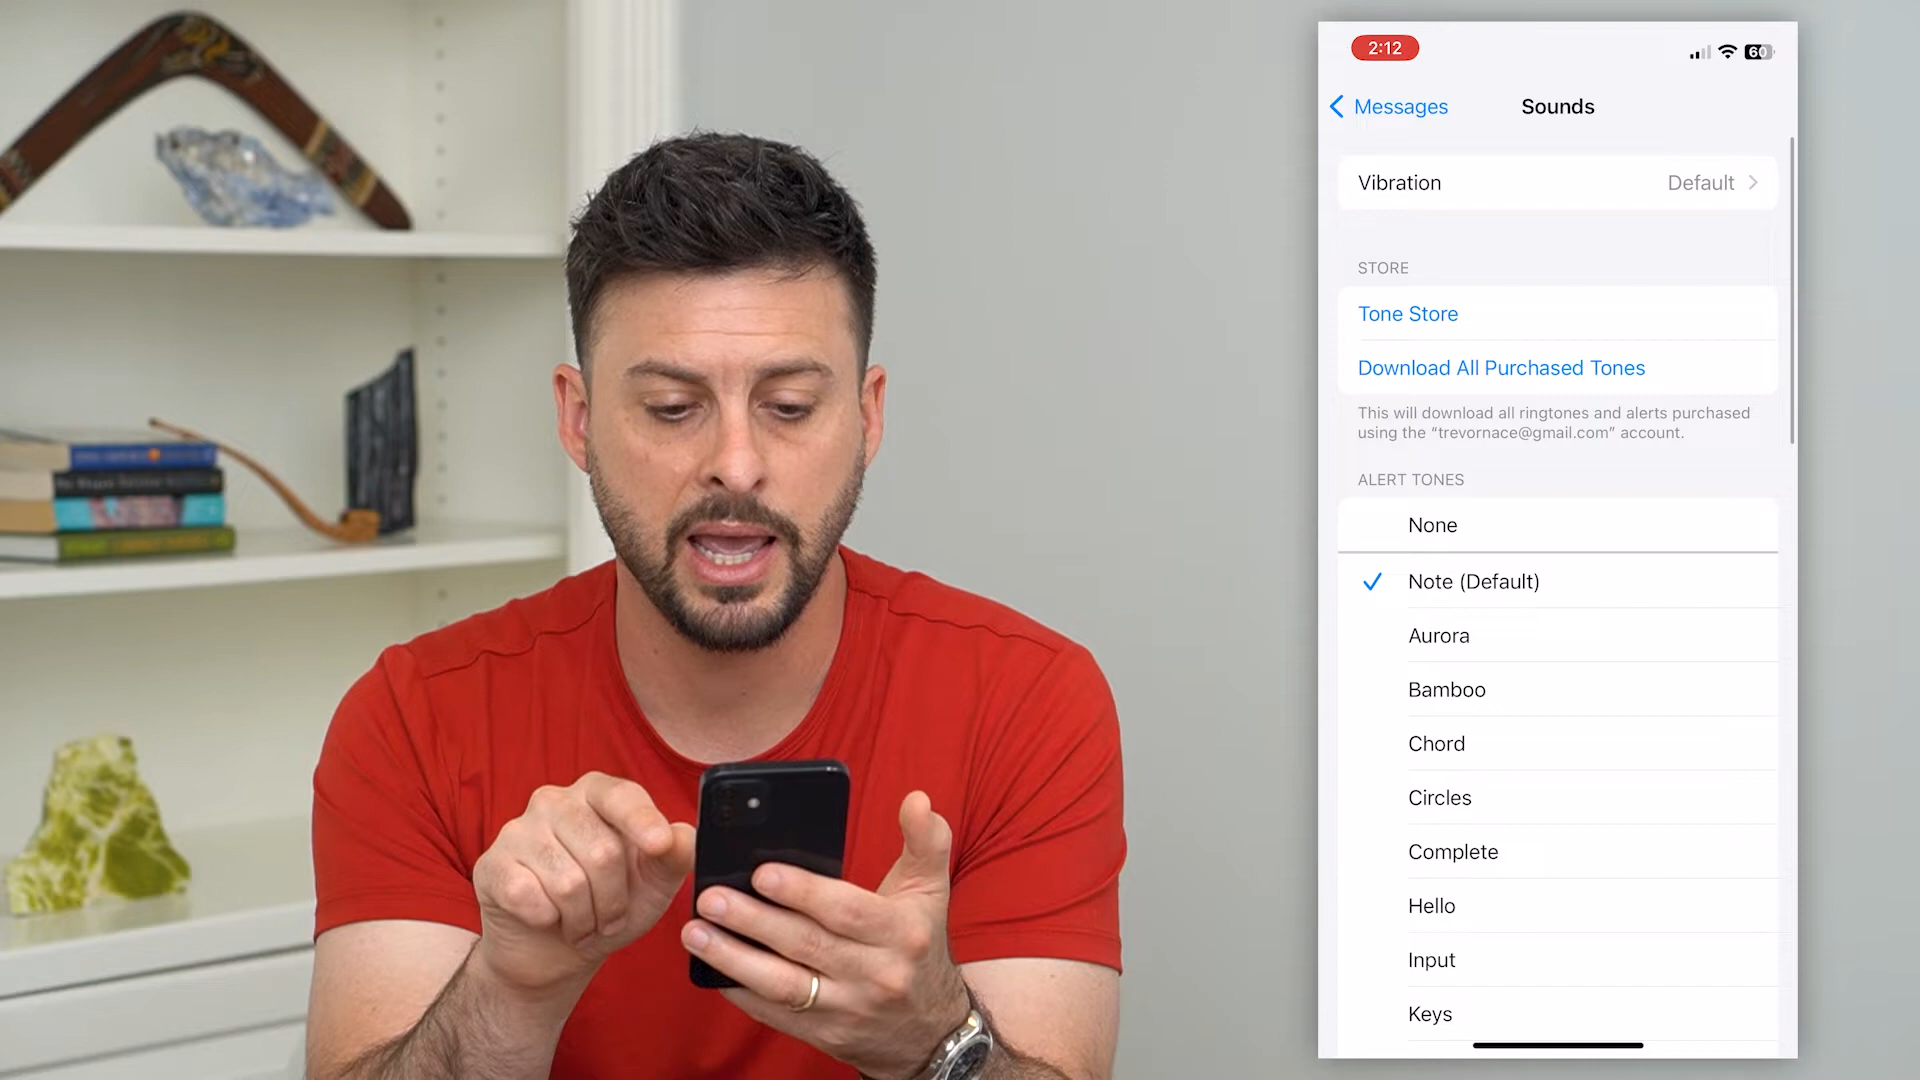 2:12
60
Messages
Sounds
Vibration
Default
STORE
Tone Store
Download All Purchased Tones
This will download all ringtones and alerts purchased
using the “trevornace@gmail.com” account.
ALERT TONES
None
Note (Default)
Aurora
Bamboo
Chord
Circles
Complete
Hello
Input
Keys